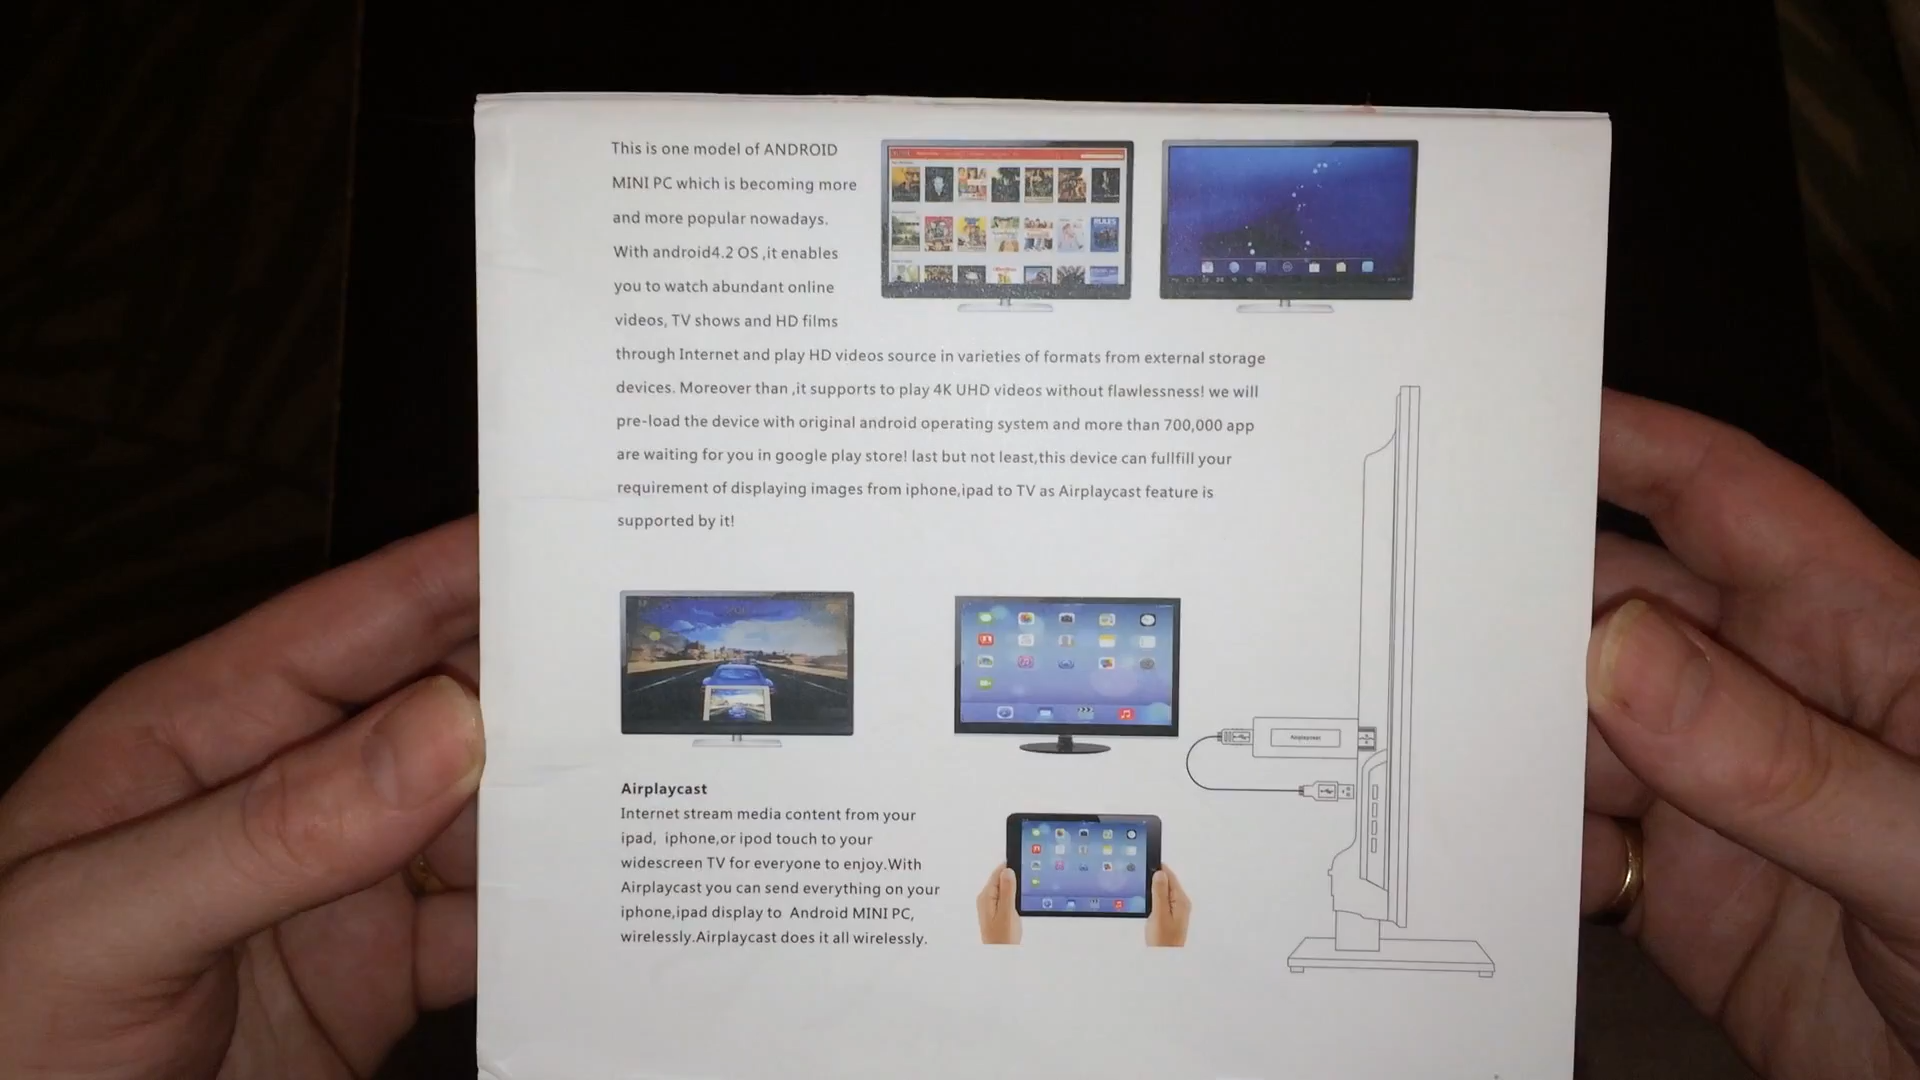 This is one model of ANDROID
MINI PC which is becoming more
and more popular nowadays.
With android4.2 OS ,it enables
you to watch abundant online
videos, TV shows and HD films
through Internet and play HD videos source in varieties of formats from external storage
devices. Moreover than ,it supports to play 4K UHD videos without flawlessness! we will
pre-load the device with original android operating system and more than 700,000 app
are waiting for you in google play store! last but not least,this device can fullfill your
requirement of displaying images from iphone,ipad to TV as Airplaycast feature is
supported by it!
RULES
Airplaycast
Airplaycast
Internet stream media content from your
ipad, iphone,or ipod touch to your
widescreen TV for everyone to enjoy.With
Airplaycast you can send everything on your
iphone,ipad display to Android MINI PC,
wirelessly.Airplaycast does it all wirelessly.